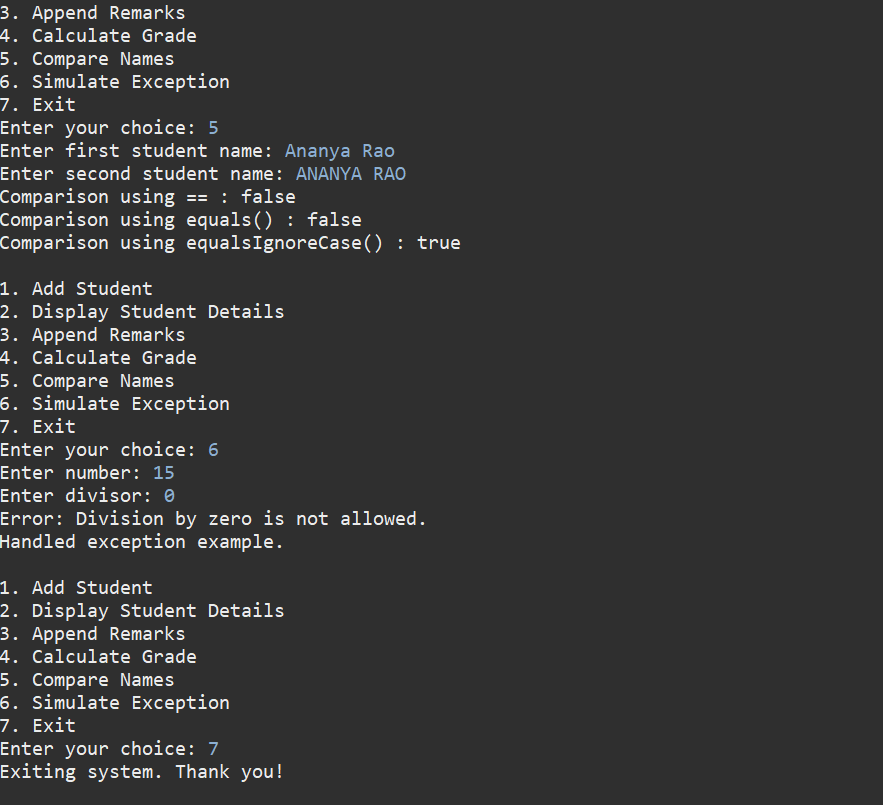 3. Append Remarks
4. Calculate Grade
5. Compare Names
6. Simulate Exception
7. Exit
Enter your choice: 5
Enter first student name: Ananya Rao
Enter second student name: ANANYA RAO
Comparison using == : false
Comparison using equals() : false
Comparison using equalsIgnoreCase() : true

1. Add Student
2. Display Student Details
3. Append Remarks
4. Calculate Grade
5. Compare Names
6. Simulate Exception
7. Exit
Enter your choice: 6
Enter number: 15
Enter divisor: 0
Error: Division by zero is not allowed.
Handled exception example.

1. Add Student
2. Display Student Details
3. Append Remarks
4. Calculate Grade
5. Compare Names
6. Simulate Exception
7. Exit
Enter your choice: 7
Exiting system. Thank you!